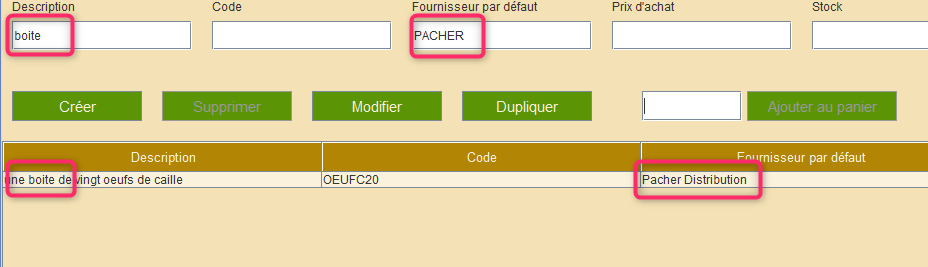 Description Code Fournisseur par défaut Prix d'achat Stock
boite PACHER
Créer Supprimer Modifier Dupliquer Ajouter au panier
Description Code Fournisseur par défaut
une boite de vingt oeufs de caille OEUFC20 Pacher Distribution